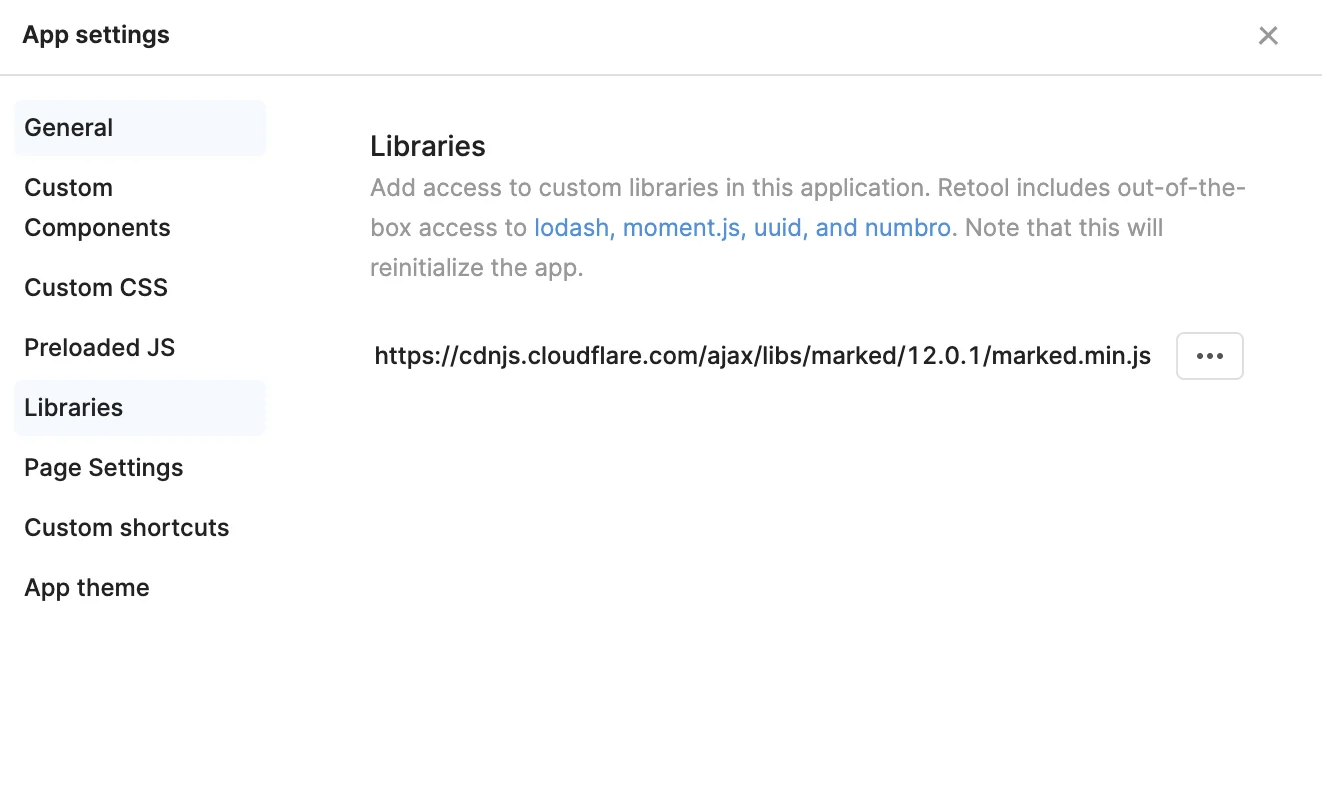 App settings
General
Custom
Components
Custom CSS
Preloaded JS
Libraries
Page Settings
Custom shortcuts
App theme
Libraries
Add access to custom libraries in this application. Retool includes out-of-the-
box access to lodash, moment.js, uuid, and numbro. Note that this will
reinitialize the app.
https://cdnjs.cloudflare.com/ajax/libs/marked/12.0.1/marked.min.js